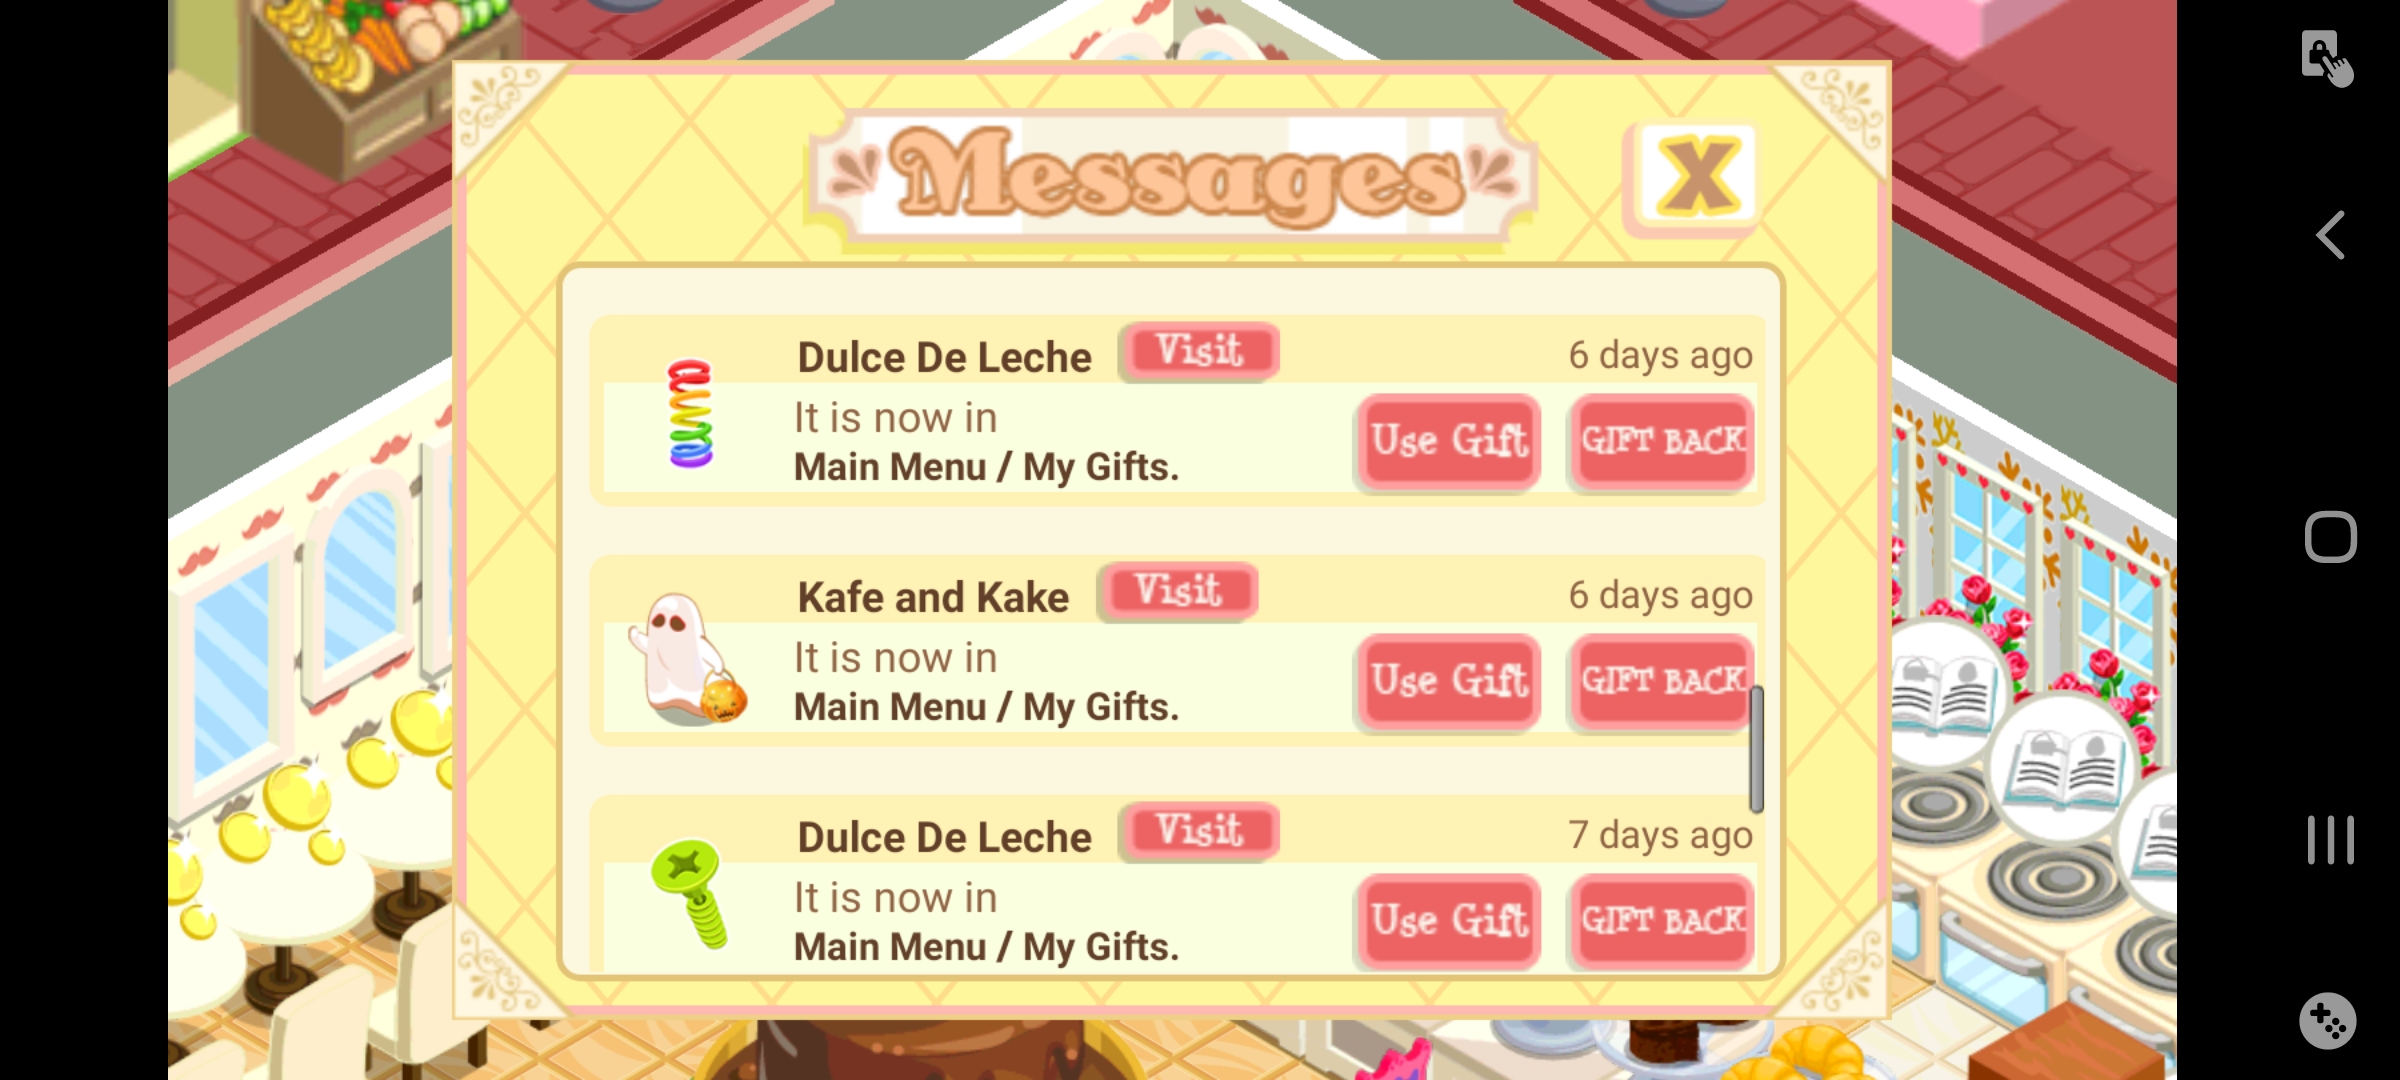 Messages
X
Dulce De Leche Visit 6 days ago
It is now in
Main Menu / My Gifts.
Use Gift GIFT BACK
Kafe and Kake Visit 6 days ago
It is now in
Main Menu / My Gifts.
Use Gift GIFT BACK
Dulce De Leche Visit 7 days ago
It is now in
Main Menu / My Gifts.
Use Gift GIFT BACK